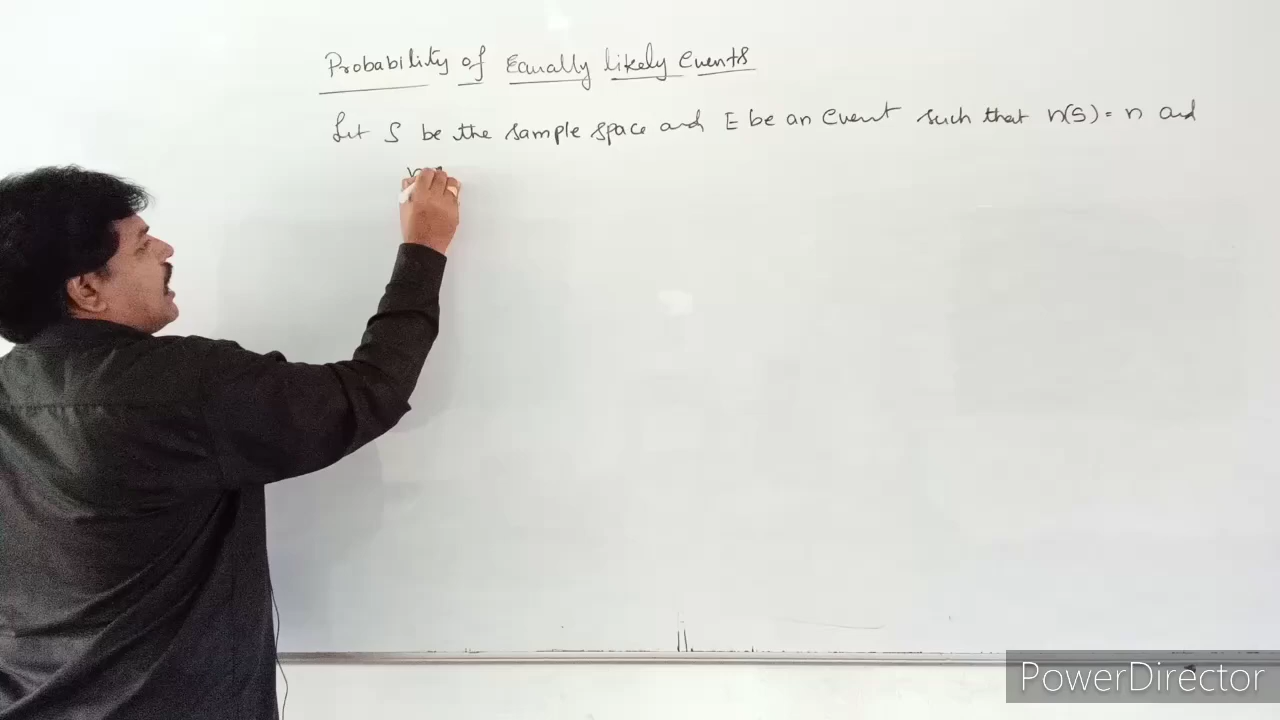 Probability of Equally likely Events
Let S be the sample space and E be an Event such that n(S) = n and
n
PowerDirector